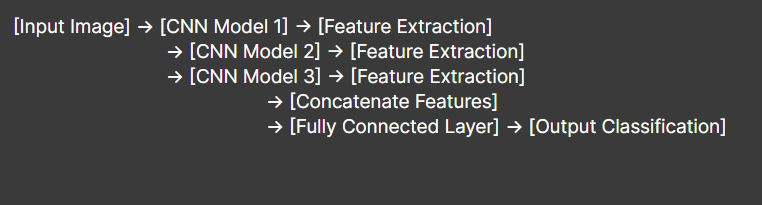 [Input Image] → [CNN Model 1] → [Feature Extraction]
→ [CNN Model 2] → [Feature Extraction]
→ [CNN Model 3] → [Feature Extraction]
→ [Concatenate Features]
→ [Fully Connected Layer] → [Output Classification]